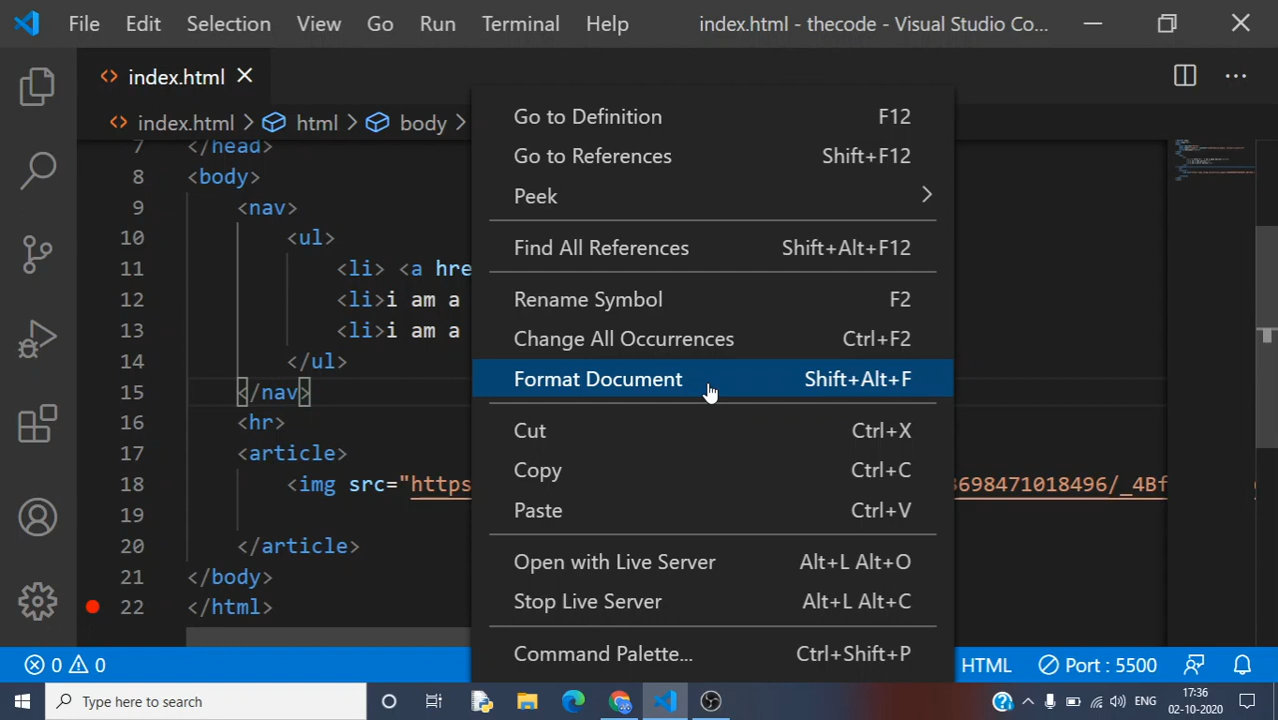 File Edit Selection View Go Run Terminal Help index.html - thecode - Visual Studio Co...
index.html
index.html > html > body >
7 </head>
8 <body>
9 <nav>
10 <ul>
11 <li> <a hre
12 <li>i am a
13 <li>i am a
14 </ul>
15 </nav>
16 <hr>
17 <article>
18 <img src="https 698471018496/_4Bf
19
20 </article>
21 </body>
22 </html>
Go to Definition F12
Go to References Shift+F12
Peek
Find All References Shift+Alt+F12
Rename Symbol F2
Change All Occurrences Ctrl+F2
Format Document Shift+Alt+F
Cut Ctrl+X
Copy Ctrl+C
Paste Ctrl+V
Open with Live Server Alt+L Alt+O
Stop Live Server Alt+L Alt+C
Command Palette... Ctrl+Shift+P
0 0 HTML Port : 5500
Type here to search ENG 17:36
02-10-2020